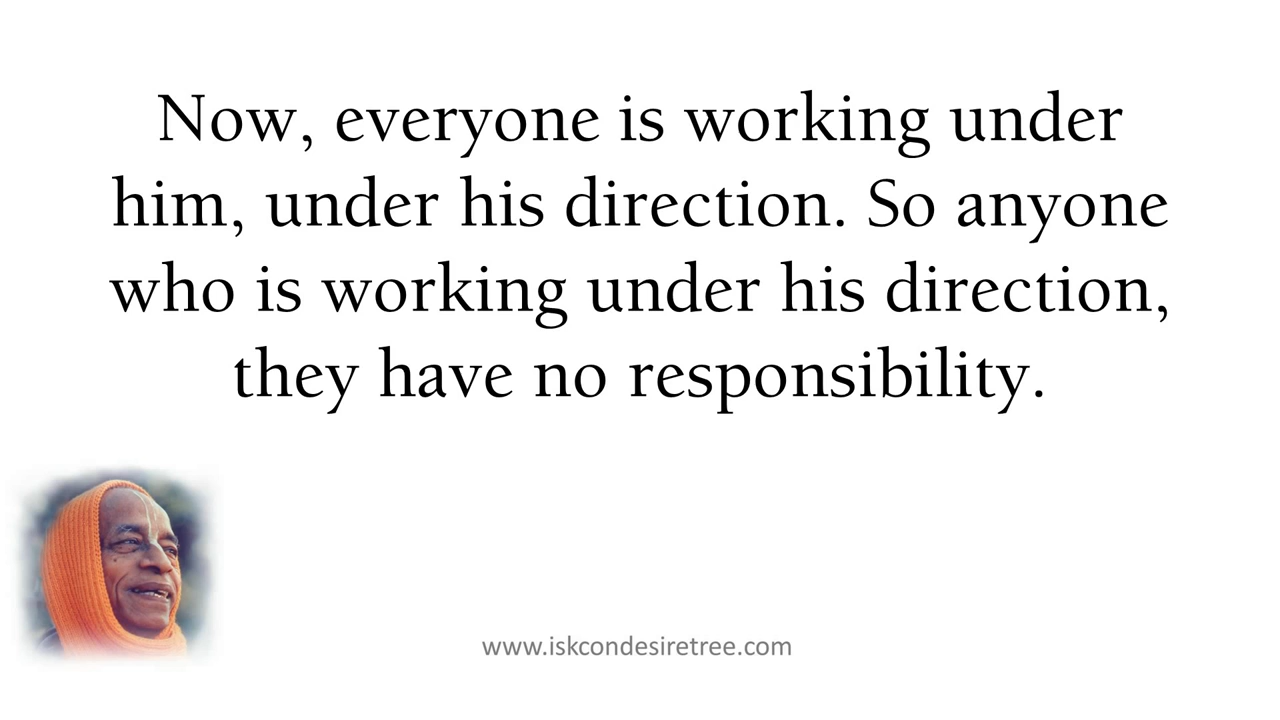 Now, everyone is working under
him, under his direction. So anyone
who is working under his direction,
they have no responsibility.
www.iskcondesiretree.com